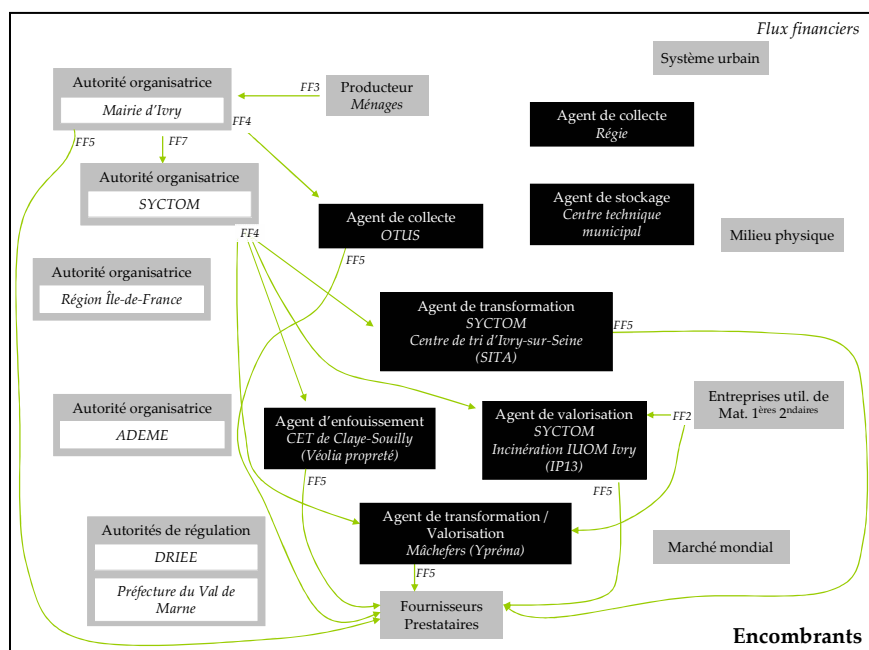 Flux financiers
Système urbain
Autorité organisatrice
Mairie d'Ivry
FF3
Producteur
Ménages
FF4
FF5
FF7
Agent de collecte
Régie
Autorité organisatrice
SYCTOM
FF4
Agent de collecte
OTUS
FF5
Agent de stockage
Centre technique
municipal
Milieu physique
Autorité organisatrice
Région Île-de-France
Agent de transformation
SYCTOM
Centre de tri d'Ivry-sur-Seine
(SITA)
FF5
Autorité organisatrice
ADEME
Agent d'enfouissement
CET de Claye-Souilly
(Véolia propreté)
FF5
Agent de valorisation
SYCTOM
Incinération IUOM Ivry
(IP13)
FF5
FF2
Entreprises util. de
Mat. 1ères 2ndaires
Autorités de régulation
DRIEE
Préfecture du Val de
Marne
Agent de transformation /
Valorisation
Mâchefers (Ypréma)
FF5
Marché mondial
Fournisseurs
Prestataires
Encombrants